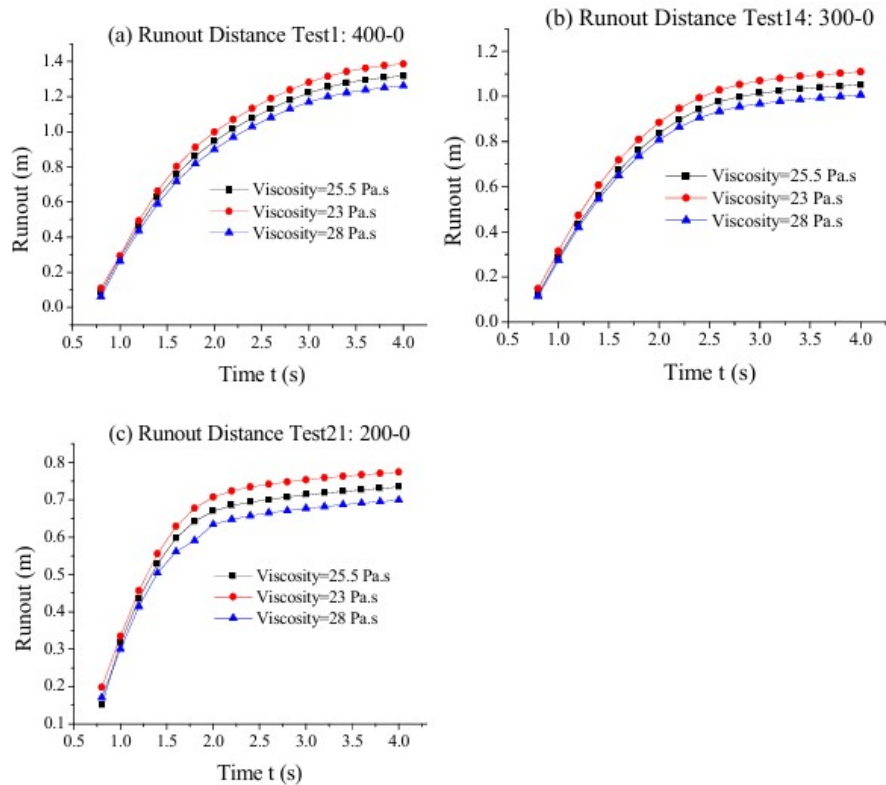 (a) Runout Distance Test1: 400-0
1.4
1.2
1.0
0.8
0.6
0.4
0.2
0.0
Runout (m)
Viscosity=25.5 Pa.s
Viscosity=23 Pa.s
Viscosity=28 Pa.s
0.5 1.0 1.5 2.0 2.5 3.0 3.5 4.0
Time t (s)
(b) Runout Distance Test14: 300-0
1.2
1.0
0.8
0.6
0.4
0.2
0.0
Runout (m)
Viscosity=25.5 Pa.s
Viscosity=23 Pa.s
Viscosity=28 Pa.s
0.5 1.0 1.5 2.0 2.5 3.0 3.5 4.0
Time t (s)
(c) Runout Distance Test21: 200-0
0.8
0.7
0.6
0.5
0.4
0.3
0.2
0.1
Runout (m)
Viscosity=25.5 Pa.s
Viscosity=23 Pa.s
Viscosity=28 Pa.s
0.5 1.0 1.5 2.0 2.5 3.0 3.5 4.0
Time t (s)